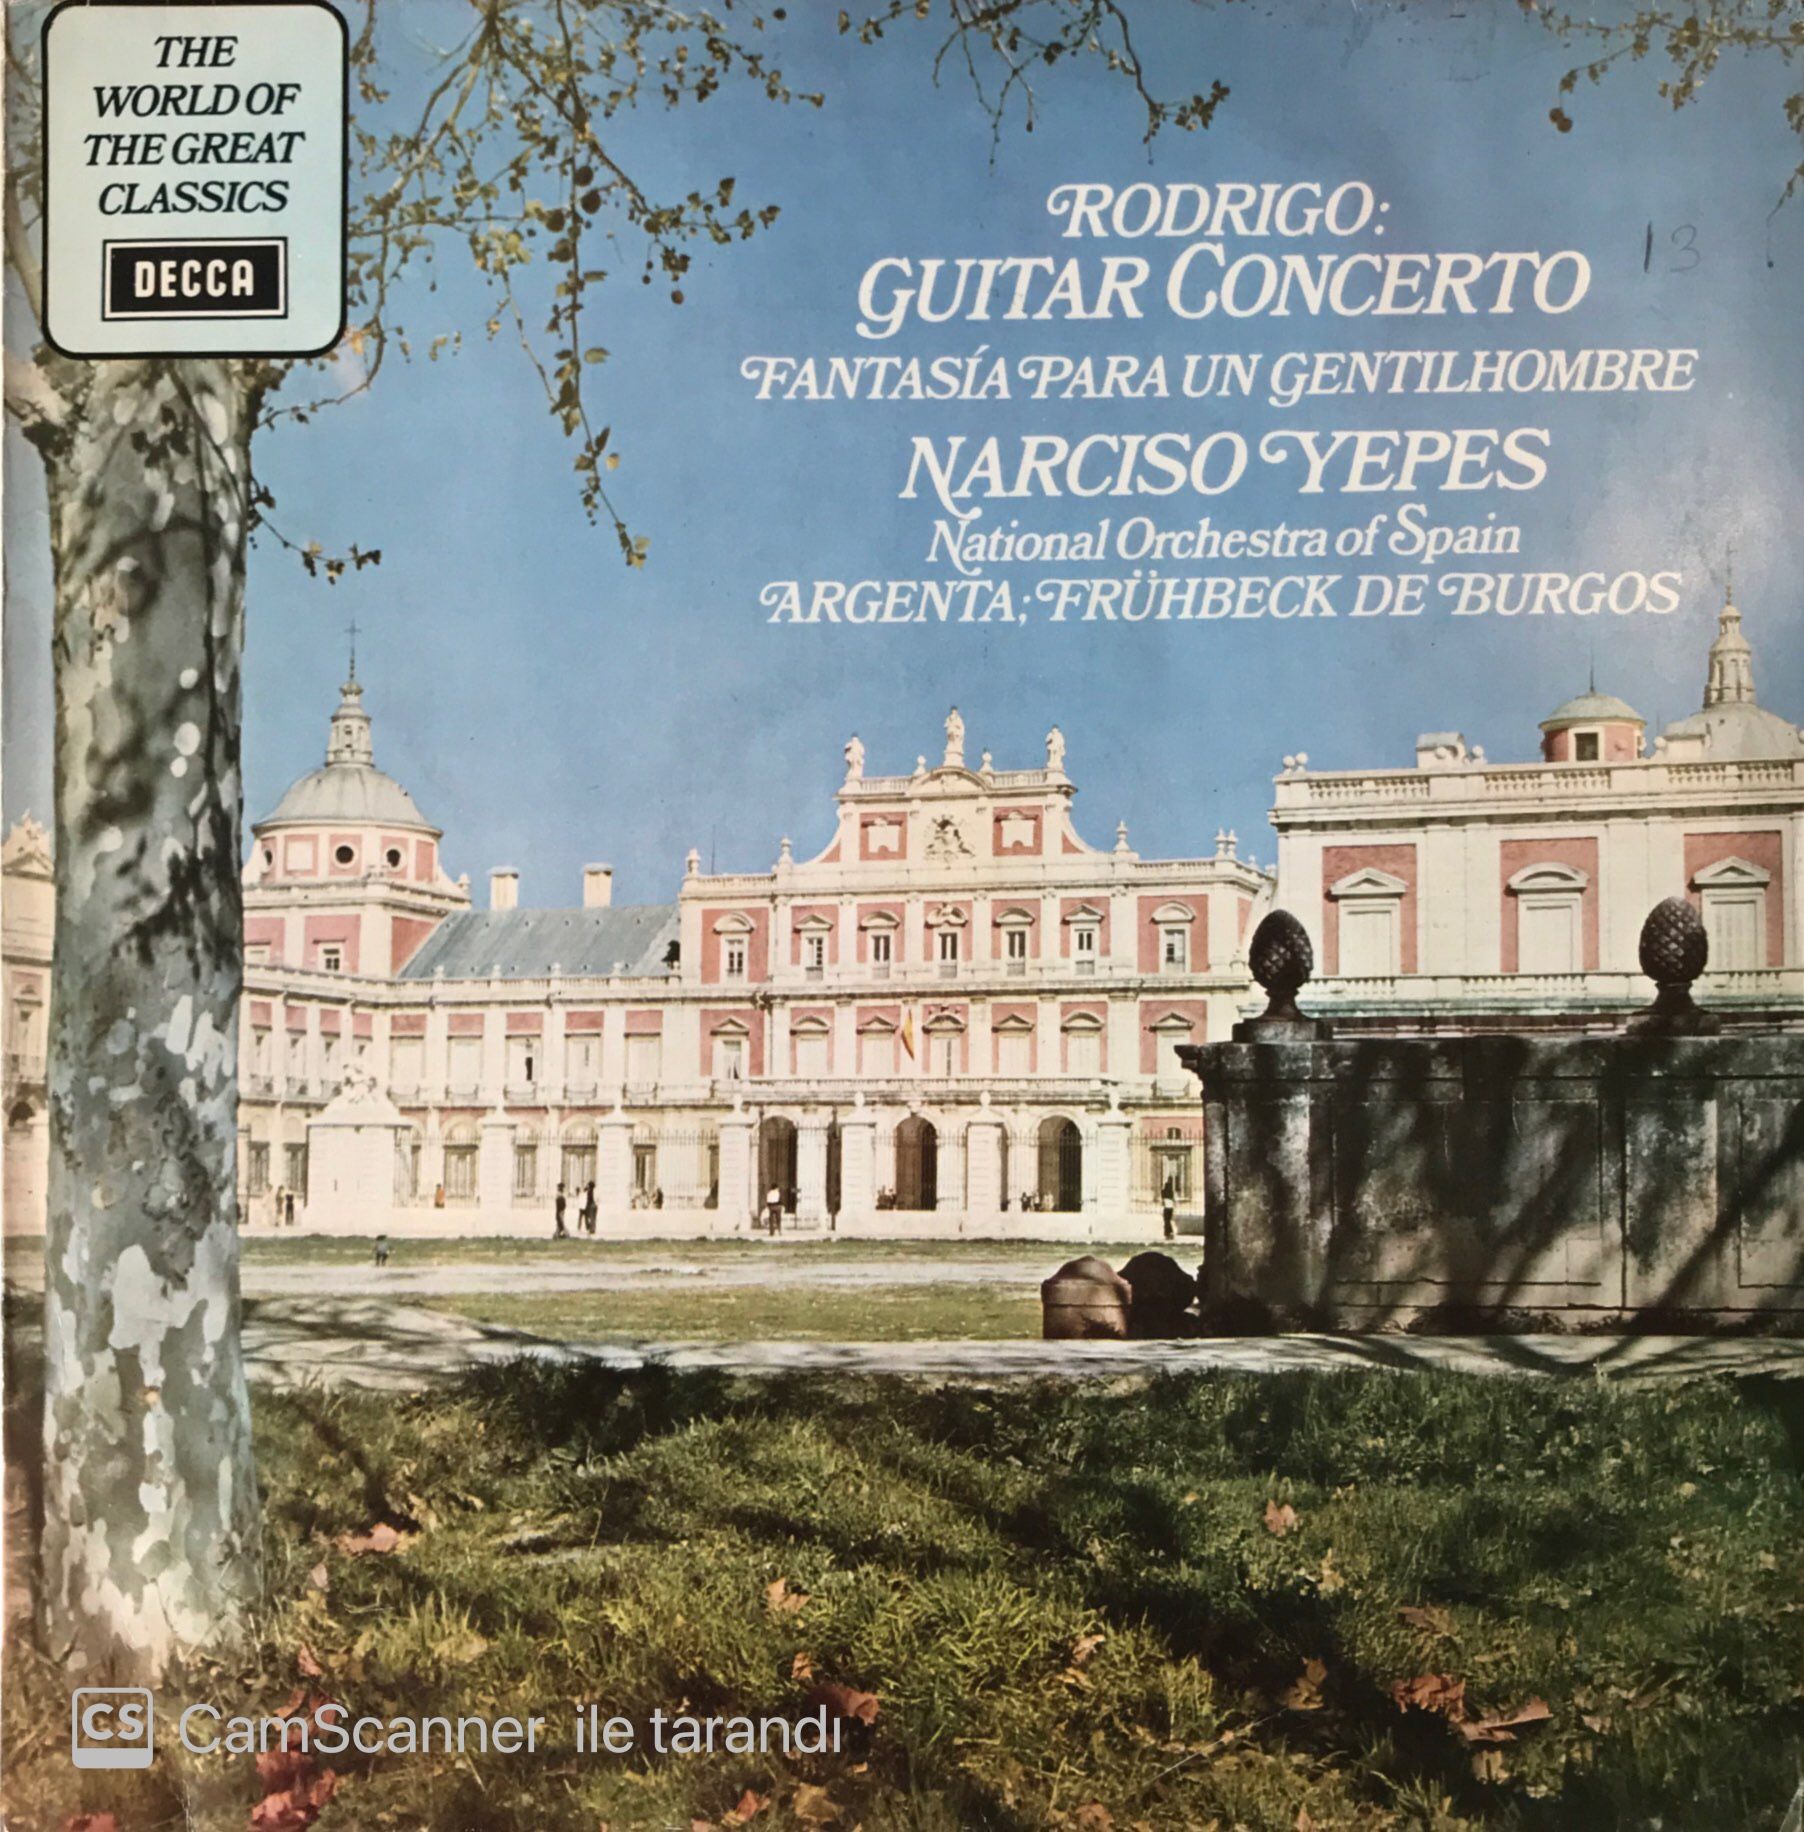 THE
WORLD OF
THE GREAT
CLASSICS
DECCA
RODRIGO:
GUITAR CONCERTO
13
FANTASÍA PARA UN GENTILHOMBRE
NARCISO YEPES
National Orchestra of Spain
ARGENTA; FRÜHBECK DE BURGOS
CS CamScanner ile tarandı